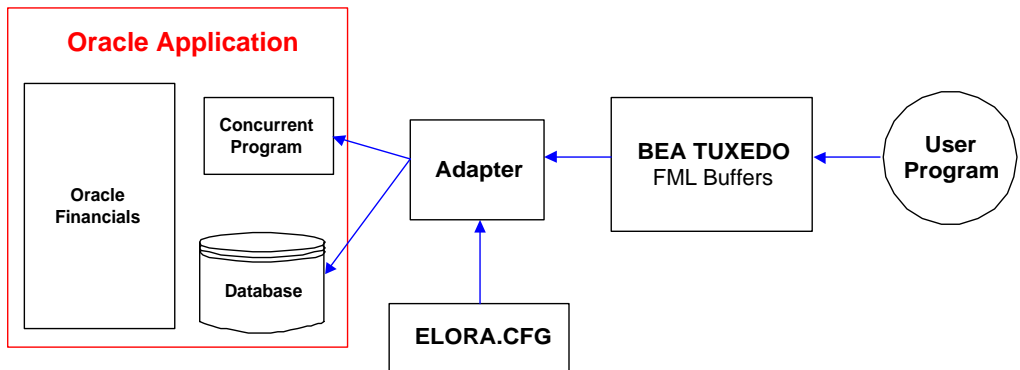 Oracle Application
Oracle
Financials
Concurrent
Program
Database
Adapter
ELORA.CFG
BEA TUXEDO
FML Buffers
User
Program